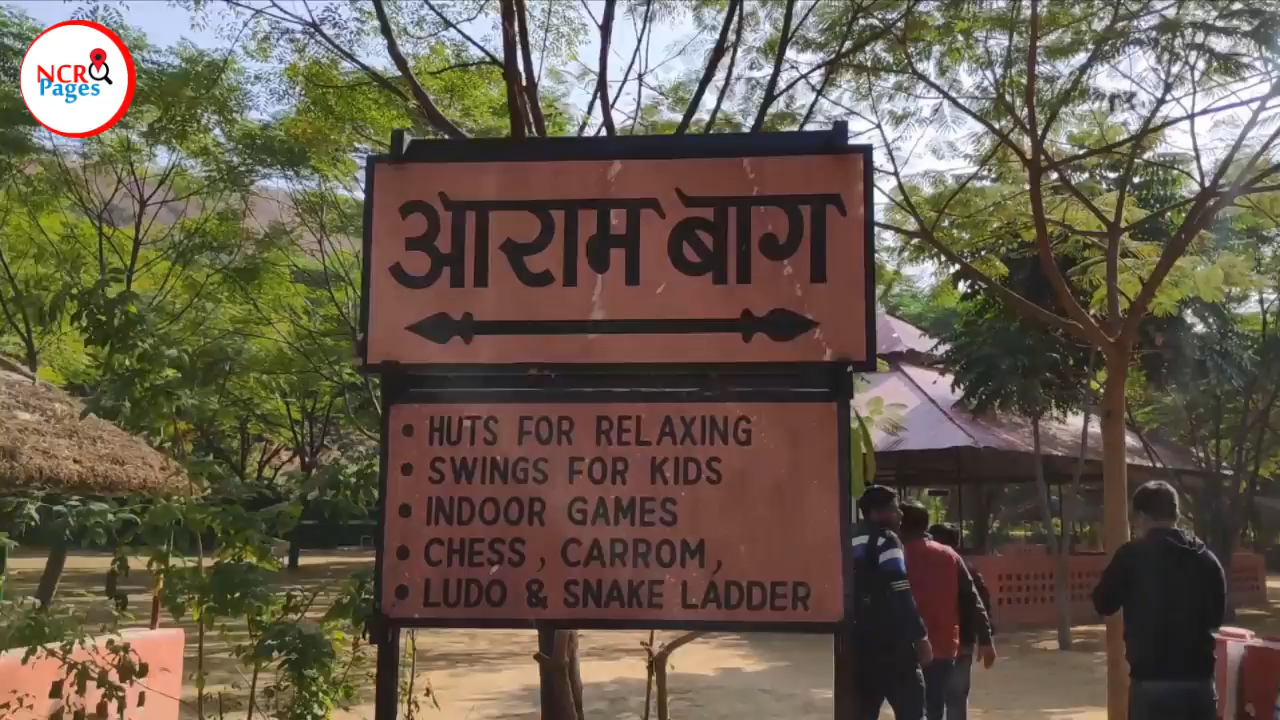 NCR
Pages
आराम बाग
• HUTS FOR RELAXING
• SWINGS FOR KIDS
• INDOOR GAMES
• CHESS, CARROM,
• LUDO & SNAKE LADDER